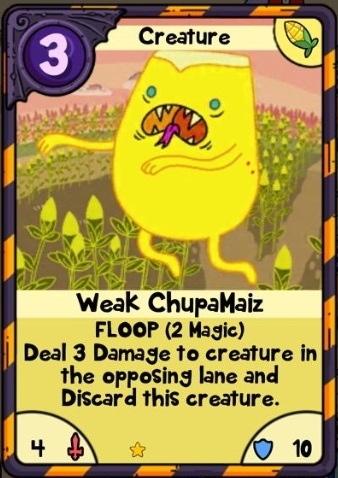 3
Creature
Weak ChupaMaiz
FLOOP (2 Magic)
Deal 3 Damage to creature in
the opposing lane and
Discard this creature.
4
10